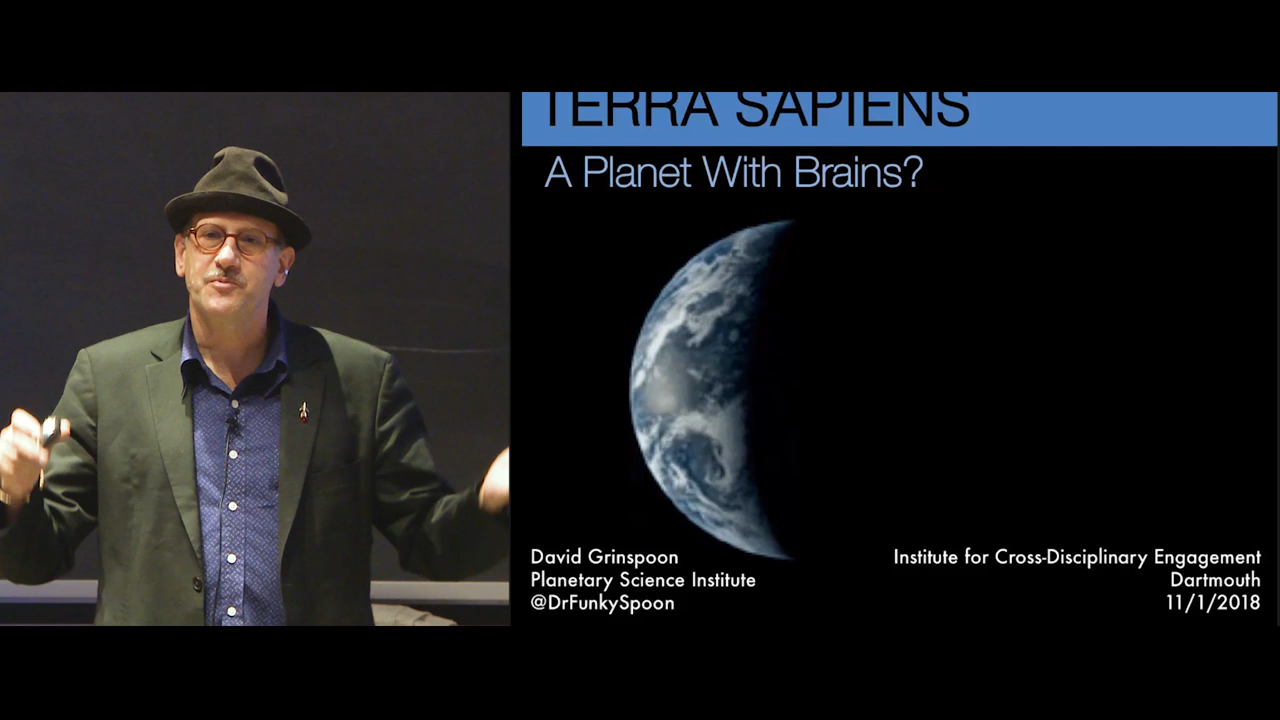 TERRA SAPIENS
A Planet With Brains?
David Grinspoon
Planetary Science Institute
@DrFunkySpoon
Institute for Cross-Disciplinary Engagement
Dartmouth
11/1/2018